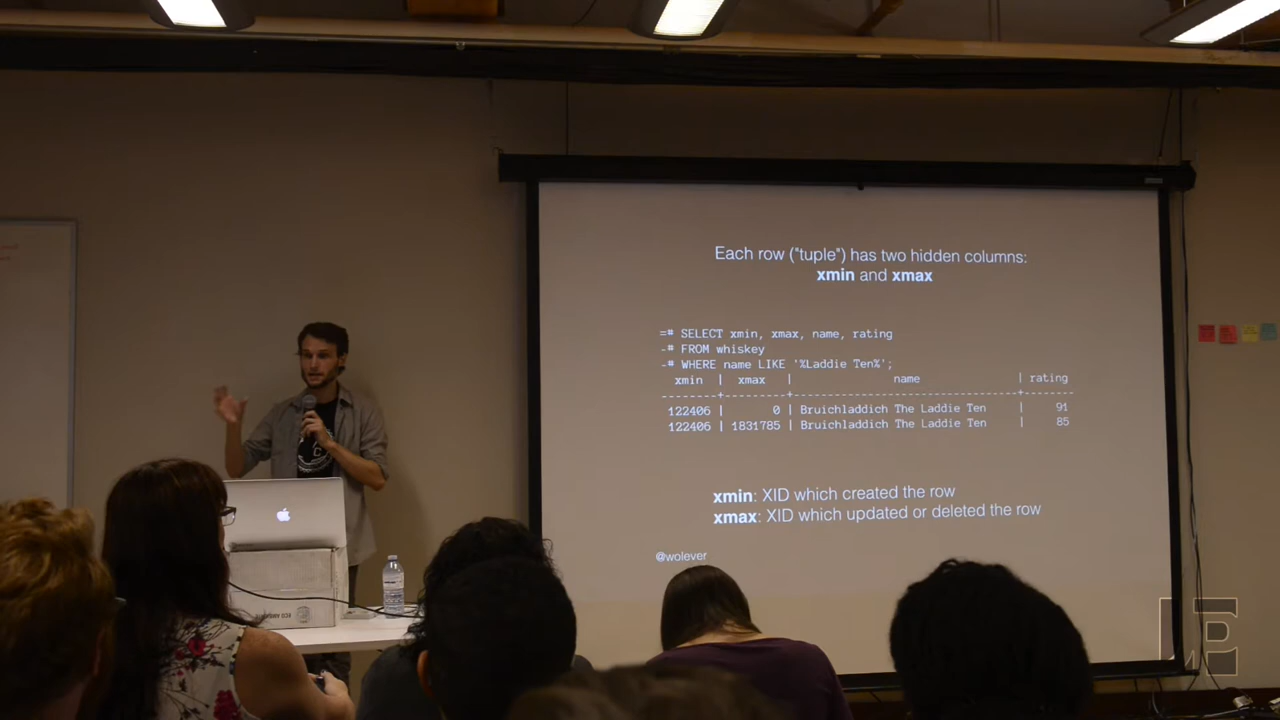 Each row ("tuple") has two hidden columns:
xmin and xmax
=# SELECT xmin, xmax, name, rating
-# FROM whiskey
-# WHERE name LIKE '%Laddie Ten%';
xmin | xmax | name | rating
--------+---------+-----------------------------+-------
122406 | 0 | Bruichladdich The Laddie Ten | 91
122406 | 1831785 | Bruichladdich The Laddie Ten | 85
xmin: XID which created the row
xmax: XID which updated or deleted the row
@wolever